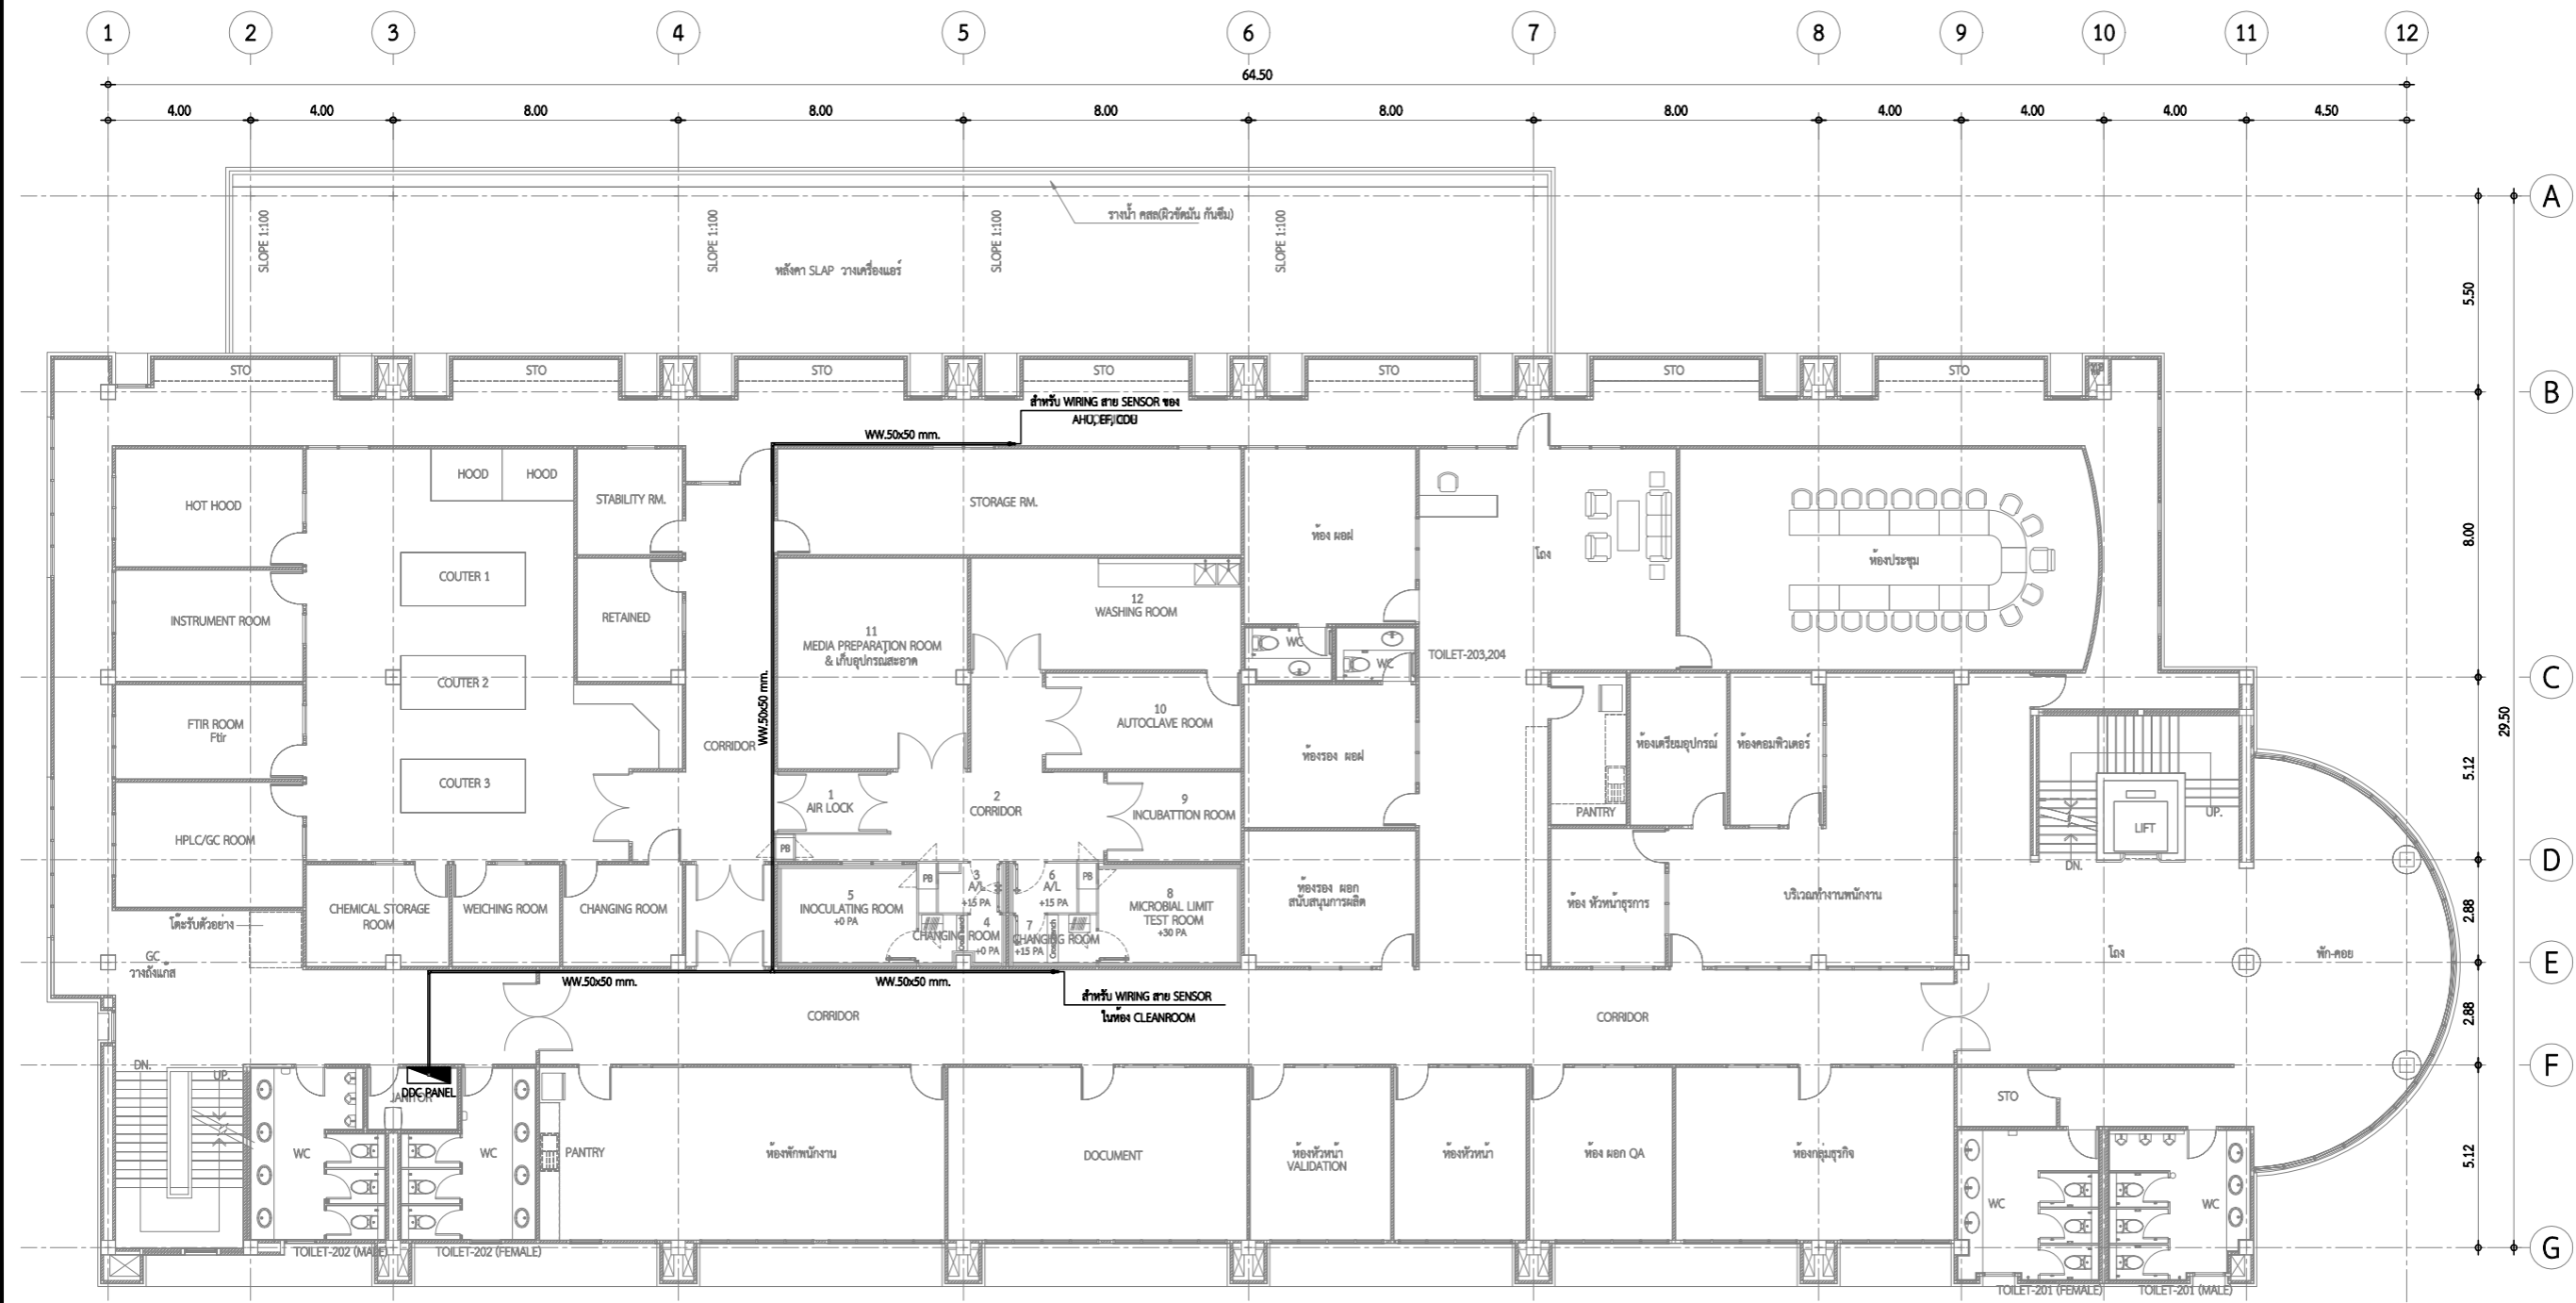 1 2 3 4 5 6 7 8 9 10 11 12
64.50
4.00 4.00 8.00 8.00 8.00 8.00 8.00 4.00 4.00 4.00 4.50
A
รางน้ำ คสล(ผิวขัดมัน กันซึม)
SLOPE 1:100 SLOPE 1:100 SLOPE 1:100 SLOPE 1:100
หลังคา SLAP วางเครื่องแอร์
5.50
STO STO STO STO STO STO STO
B
สำหรับ WIRING สาย SENSOR ของ
AHU, EF, CDU
WW.50x50 mm.
HOT HOOD
HOOD HOOD
STABILITY RM.
STORAGE RM.
ห้อง ผอฝ
โถง
ห้องประชุม
8.00
COUTER 1
INSTRUMENT ROOM
RETAINED
12
WASHING ROOM
11
MEDIA PREPARATION ROOM
& เก็บอุปกรณสะอาด
WC
WC
TOILET-203,204
C
COUTER 2
WW.50x50 mm.
FTIR ROOM
Ftir
10
AUTOCLAVE ROOM
CORRIDOR
ห้องรอง ผอฝ
ห้องเตรียมอุปกรณ์
ห้องคอมพิวเตอร์
29.50
5.12
COUTER 3
1
AIR LOCK
2
CORRIDOR
9
INCUBATTION ROOM
PANTRY
UP.
LIFT
HPLC/GC ROOM
PB
D
DN.
CHEMICAL STORAGE
ROOM
WEICHING ROOM
CHANGING ROOM
5
INOCULATING ROOM
+0 PA
PB
3
A/L
+15 PA
4
CHANGING ROOM
+0 PA
6
A/L
+15 PA
PB
7
CHANGING ROOM
+15 PA
8
MICROBIAL LIMIT
TEST ROOM
+30 PA
ห้องรอง ผอก
สนับสนุนการผลิต
ห้อง หัวหน้าธุรการ
บริเวณทำงานพนักงาน
2.88
โต๊ะรับตัวอย่าง
GC
วางถังแก๊ส
โถง
พัก-คอย
E
WW.50x50 mm.
WW.50x50 mm.
สำหรับ WIRING สาย SENSOR
ในห้อง CLEANROOM
CORRIDOR
CORRIDOR
2.88
F
DN.
UP.
DDC PANEL
JANITOR
STO
WC
WC
PANTRY
ห้องพักพนักงาน
DOCUMENT
ห้องหัวหน้า
VALIDATION
ห้องหัวหน้า
ห้อง ผอก QA
ห้องกลุ่มธุรกิจ
WC
WC
5.12
G
TOILET-202 (MALE)
TOILET-202 (FEMALE)
TOILET-201 (FEMALE)
TOILET-201 (MALE)